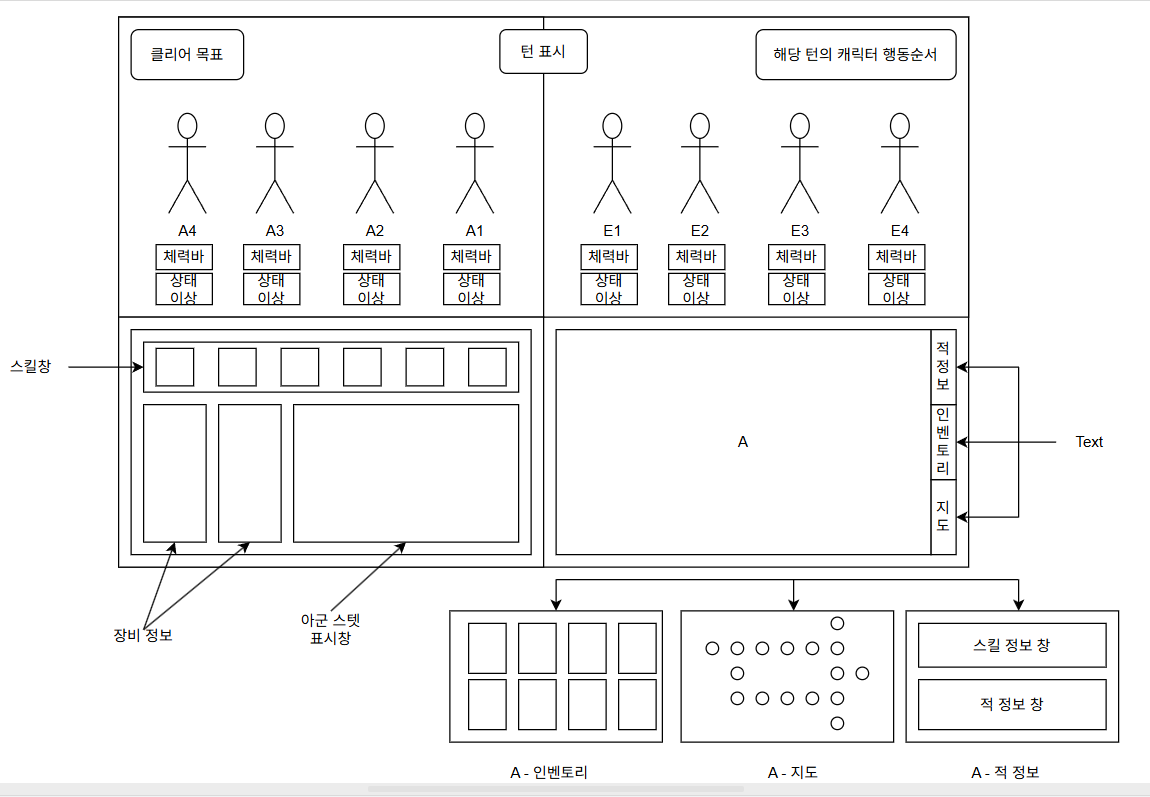 클리어 목표
턴 표시
해당 턴의 캐릭터 행동순서
A4
A3
A2
A1
E1
E2
E3
E4
체력바
체력바
체력바
체력바
체력바
체력바
체력바
체력바
상태
이상
상태
이상
상태
이상
상태
이상
상태
이상
상태
이상
상태
이상
상태
이상
스킬창
적
정
보
인
벤
토
리
지
도
A
Text
장비 정보
아군 스텟
표시창
스킬 정보 창
적 정보 창
A - 인벤토리
A - 지도
A - 적 정보